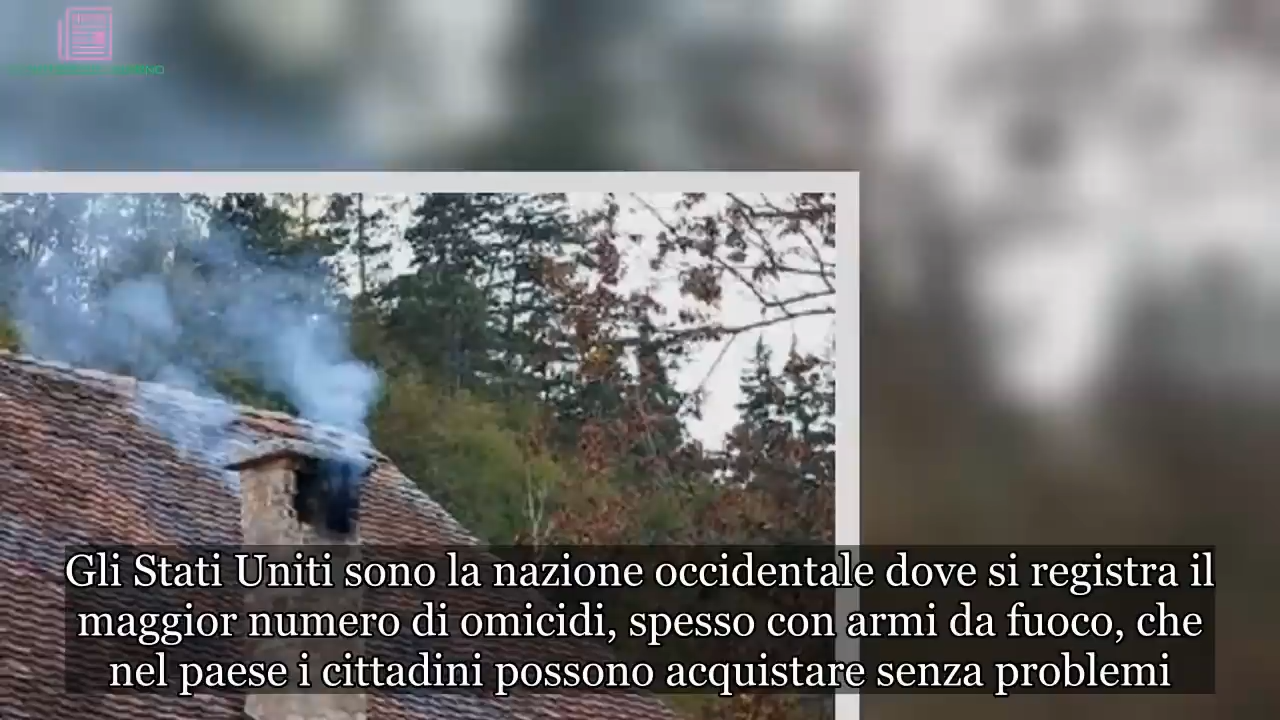 Gli Stati Uniti sono la nazione occidentale dove si registra il
maggior numero di omicidi, spesso con armi da fuoco, che
nel paese i cittadini possono acquistare senza problemi